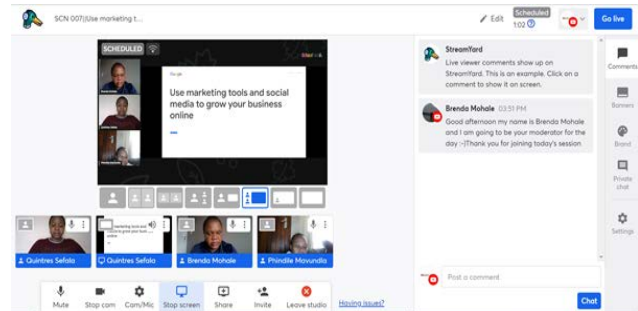 SCN 007||Use marketing t...
Edit
Scheduled
1:02
Go live
SCHEDULED
Google
Use marketing tools and social
media to grow your business
online
StreamYard
Live viewer comments show up on
StreamYard. This is an example. Click on a
comment to show it on screen.
Brenda Mohale 03:51 PM
Good afternoon my name is Brenda Mohale
and I am going to be your moderator for the
day :-)Thank you for joining today's session
Comments
Banners
Brand
Private
chat
Settings
Quintres Sefala
Quintres Sefala
Brenda Mohale
Phindile Mavundla
Mute
Stop cam
Cam/Mic
Stop screen
Share
Invite
Leave studio
Having issues?
Post a comment
Chat